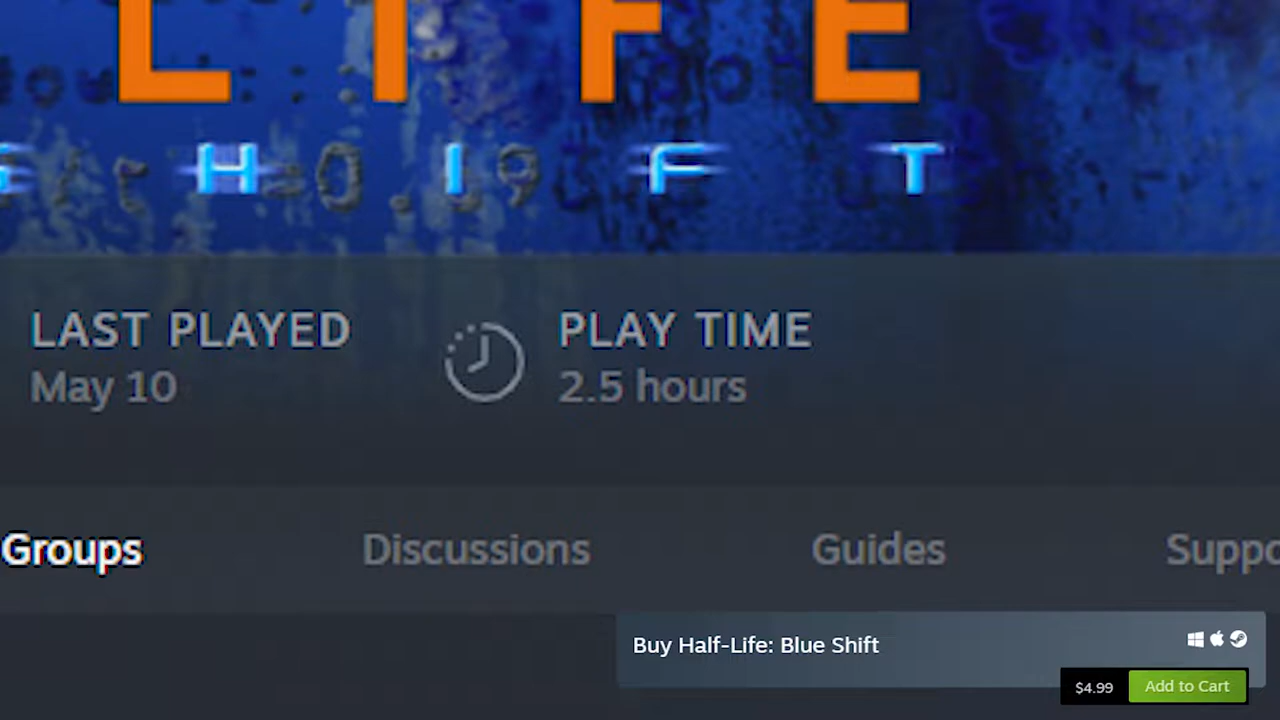 LIFE
SHIFT
LAST PLAYED
May 10
PLAY TIME
2.5 hours
Groups
Discussions
Guides
Buy Half-Life: Blue Shift
$4.99
Add to Cart